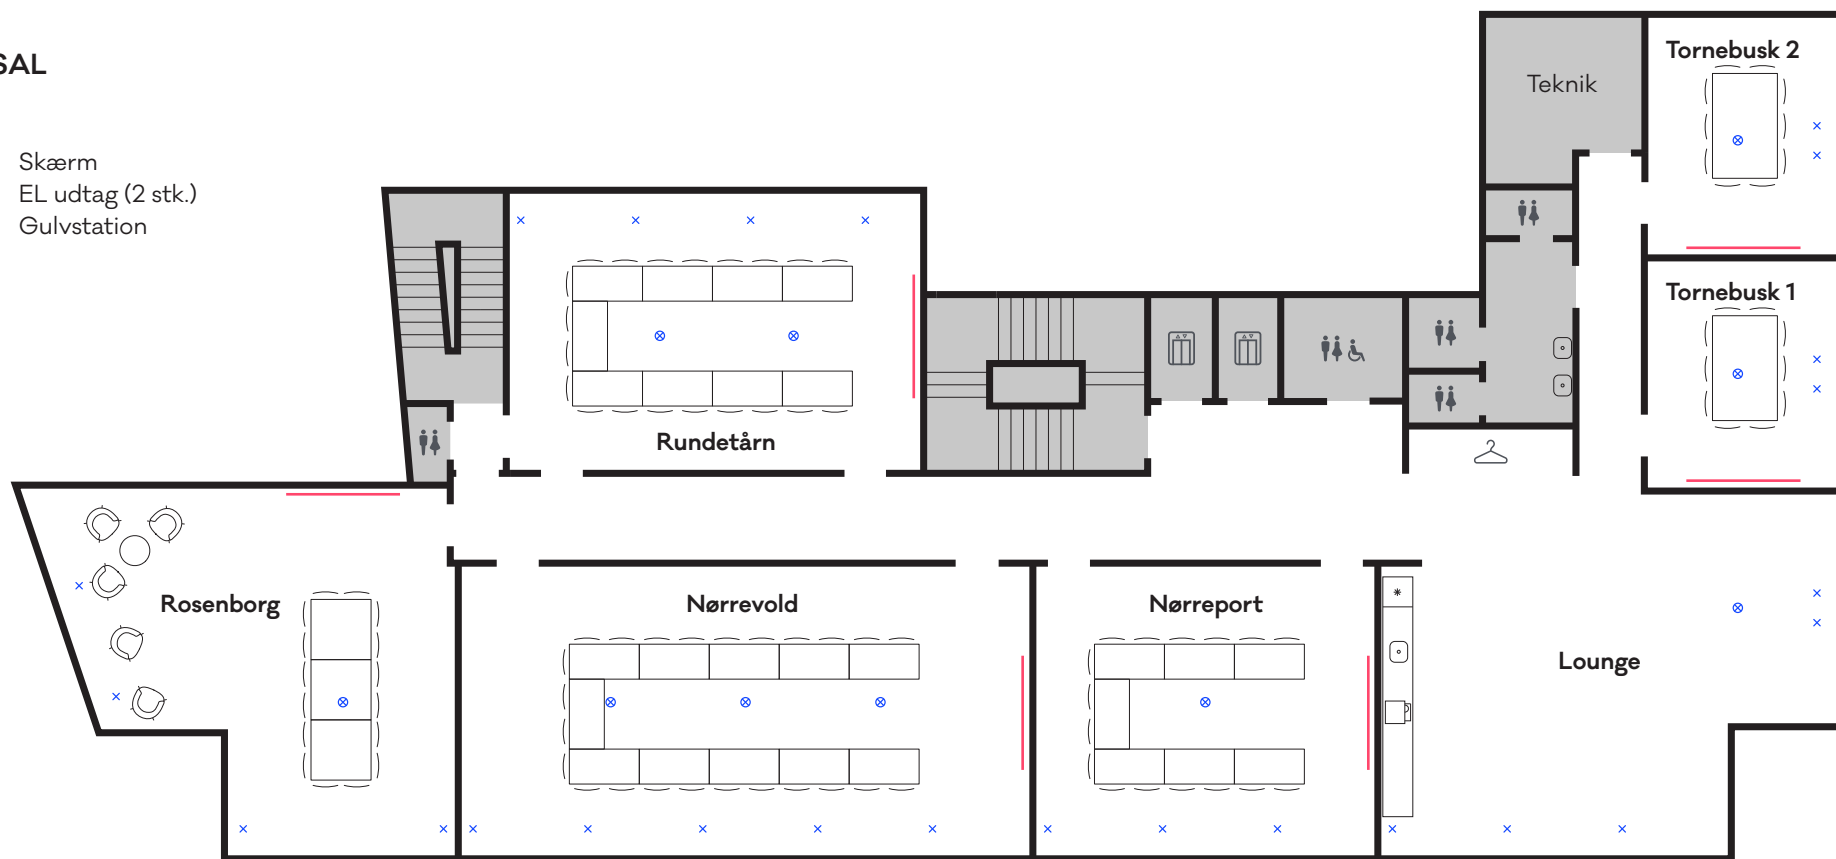 SAL
Skærm
EL udtag (2 stk.)
Gulvstation
Teknik
Tornebusk 2
Tornebusk 1
Rundetårn
Rosenborg
Nørrevold
Nørreport
Lounge